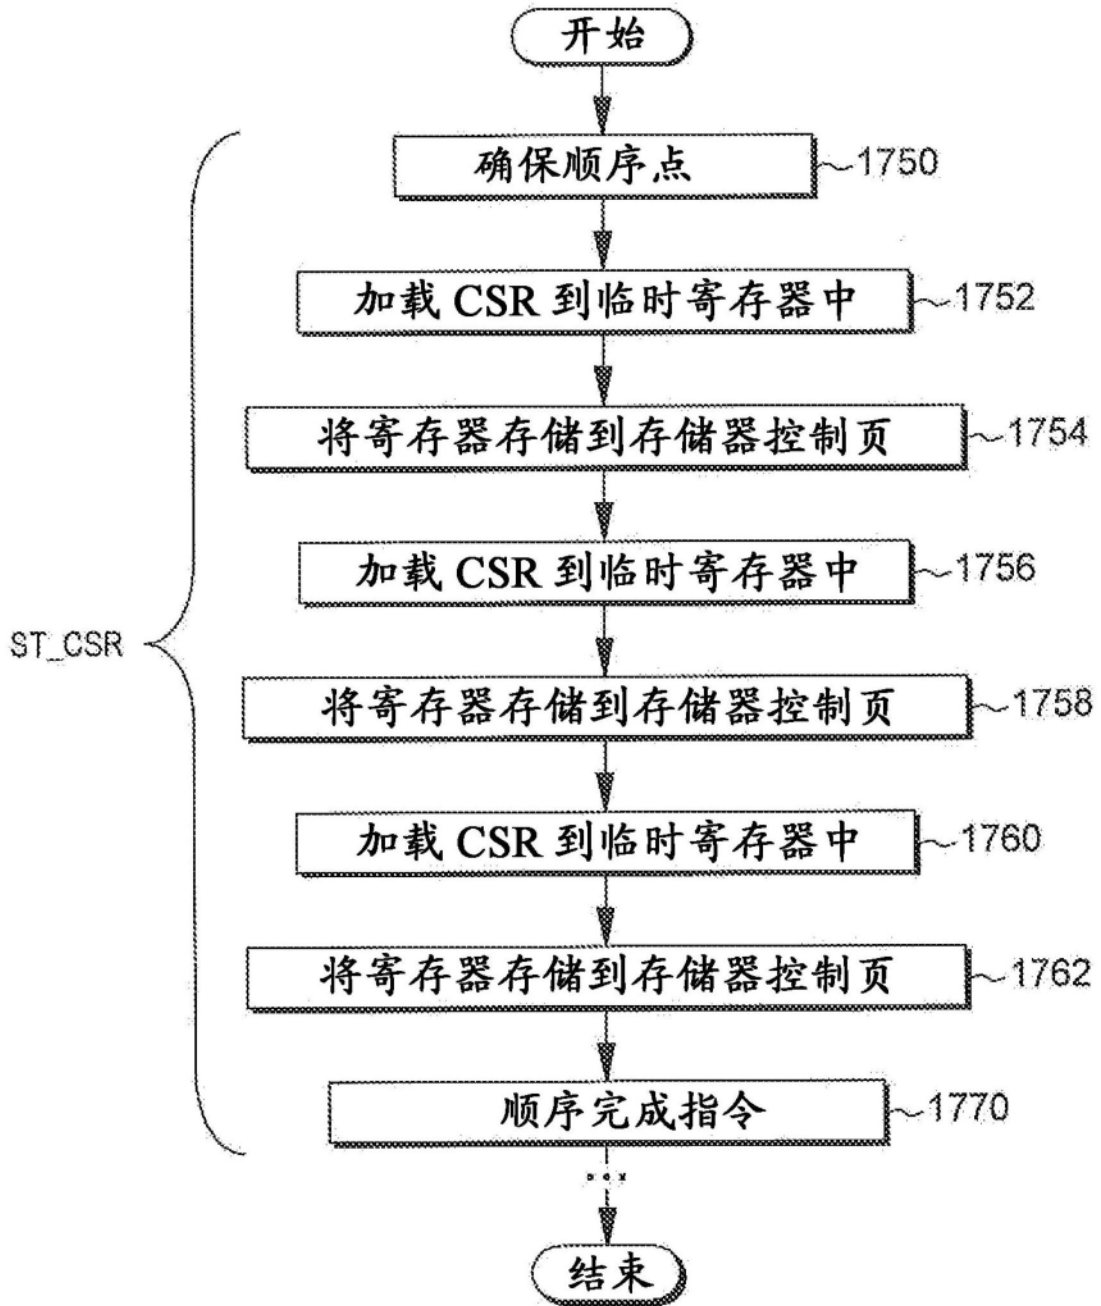 开始
确保顺序点
1750
加载 CSR 到临时寄存器中
1752
将寄存器存储到存储器控制页
1754
加载 CSR 到临时寄存器中
1756
ST_CSR
将寄存器存储到存储器控制页
1758
加载 CSR 到临时寄存器中
1760
将寄存器存储到存储器控制页
1762
顺序完成指令
1770
结束